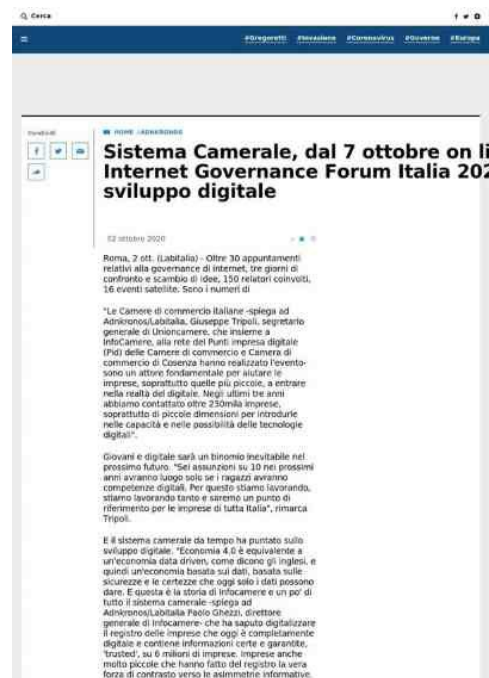 Cerca
#Gregoretti #Invasione #Coronavirus #Governo #Europa
Condividi
HOME /ADNKRONOS
Sistema Camerale, dal 7 ottobre on li
Internet Governance Forum Italia 202
sviluppo digitale
02 ottobre 2020
Roma, 2 ott. (Labitalia) - Oltre 30 appuntamenti
relativi alla governance di internet, tre giorni di
confronto e scambio di idee, 150 relatori coinvolti,
16 eventi satellite. Sono i numeri di
"Le Camere di commercio italiane -spiega ad
Adnkronos/Labitalia, Giuseppe Tripoli, segretario
generale di Unioncamere, che insieme a
InfoCamere, alla rete dei Punti impresa digitale
(Pid) delle Camere di commercio e Camera di
commercio di Cosenza hanno realizzato l'evento-
sono un attore fondamentale per aiutare le
imprese, soprattutto quelle più piccole, a entrare
nella realtà del digitale. Negli ultimi tre anni
abbiamo contattato oltre 230mila imprese,
soprattutto di piccole dimensioni per introdurle
nelle capacità e nelle possibilità delle tecnologie
digitali".
Giovani e digitale sarà un binomio inevitabile nel
prossimo futuro. "Sei assunzioni su 10 nei prossimi
anni avranno luogo solo se i ragazzi avranno
competenze digitali. Per questo stiamo lavorando,
stiamo lavorando tanto e saremo un punto di
riferimento per le imprese di tutta Italia", rimarca
Tripoli.
E il sistema camerale da tempo ha puntato sullo
sviluppo digitale. "Economia 4.0 è equivalente a
un'economia data driven, come dicono gli inglesi, e
quindi un'economia basata sui dati, basata sulle
sicurezze e le certezze che oggi solo i dati possono
dare. E questa è la storia di Infocamere e un po' di
tutto il sistema camerale -spiega ad
Adnkronos/Labitalia Paolo Ghezzi, direttore
generale di Infocamere- che ha saputo digitalizzare
il registro delle imprese che oggi è completamente
digitale e contiene informazioni certe e garantite,
'trusted', su 6 milioni di imprese. Imprese anche
molto piccole che hanno fatto del registro la vera
forza di contrasto verso le asimmetrie informative.